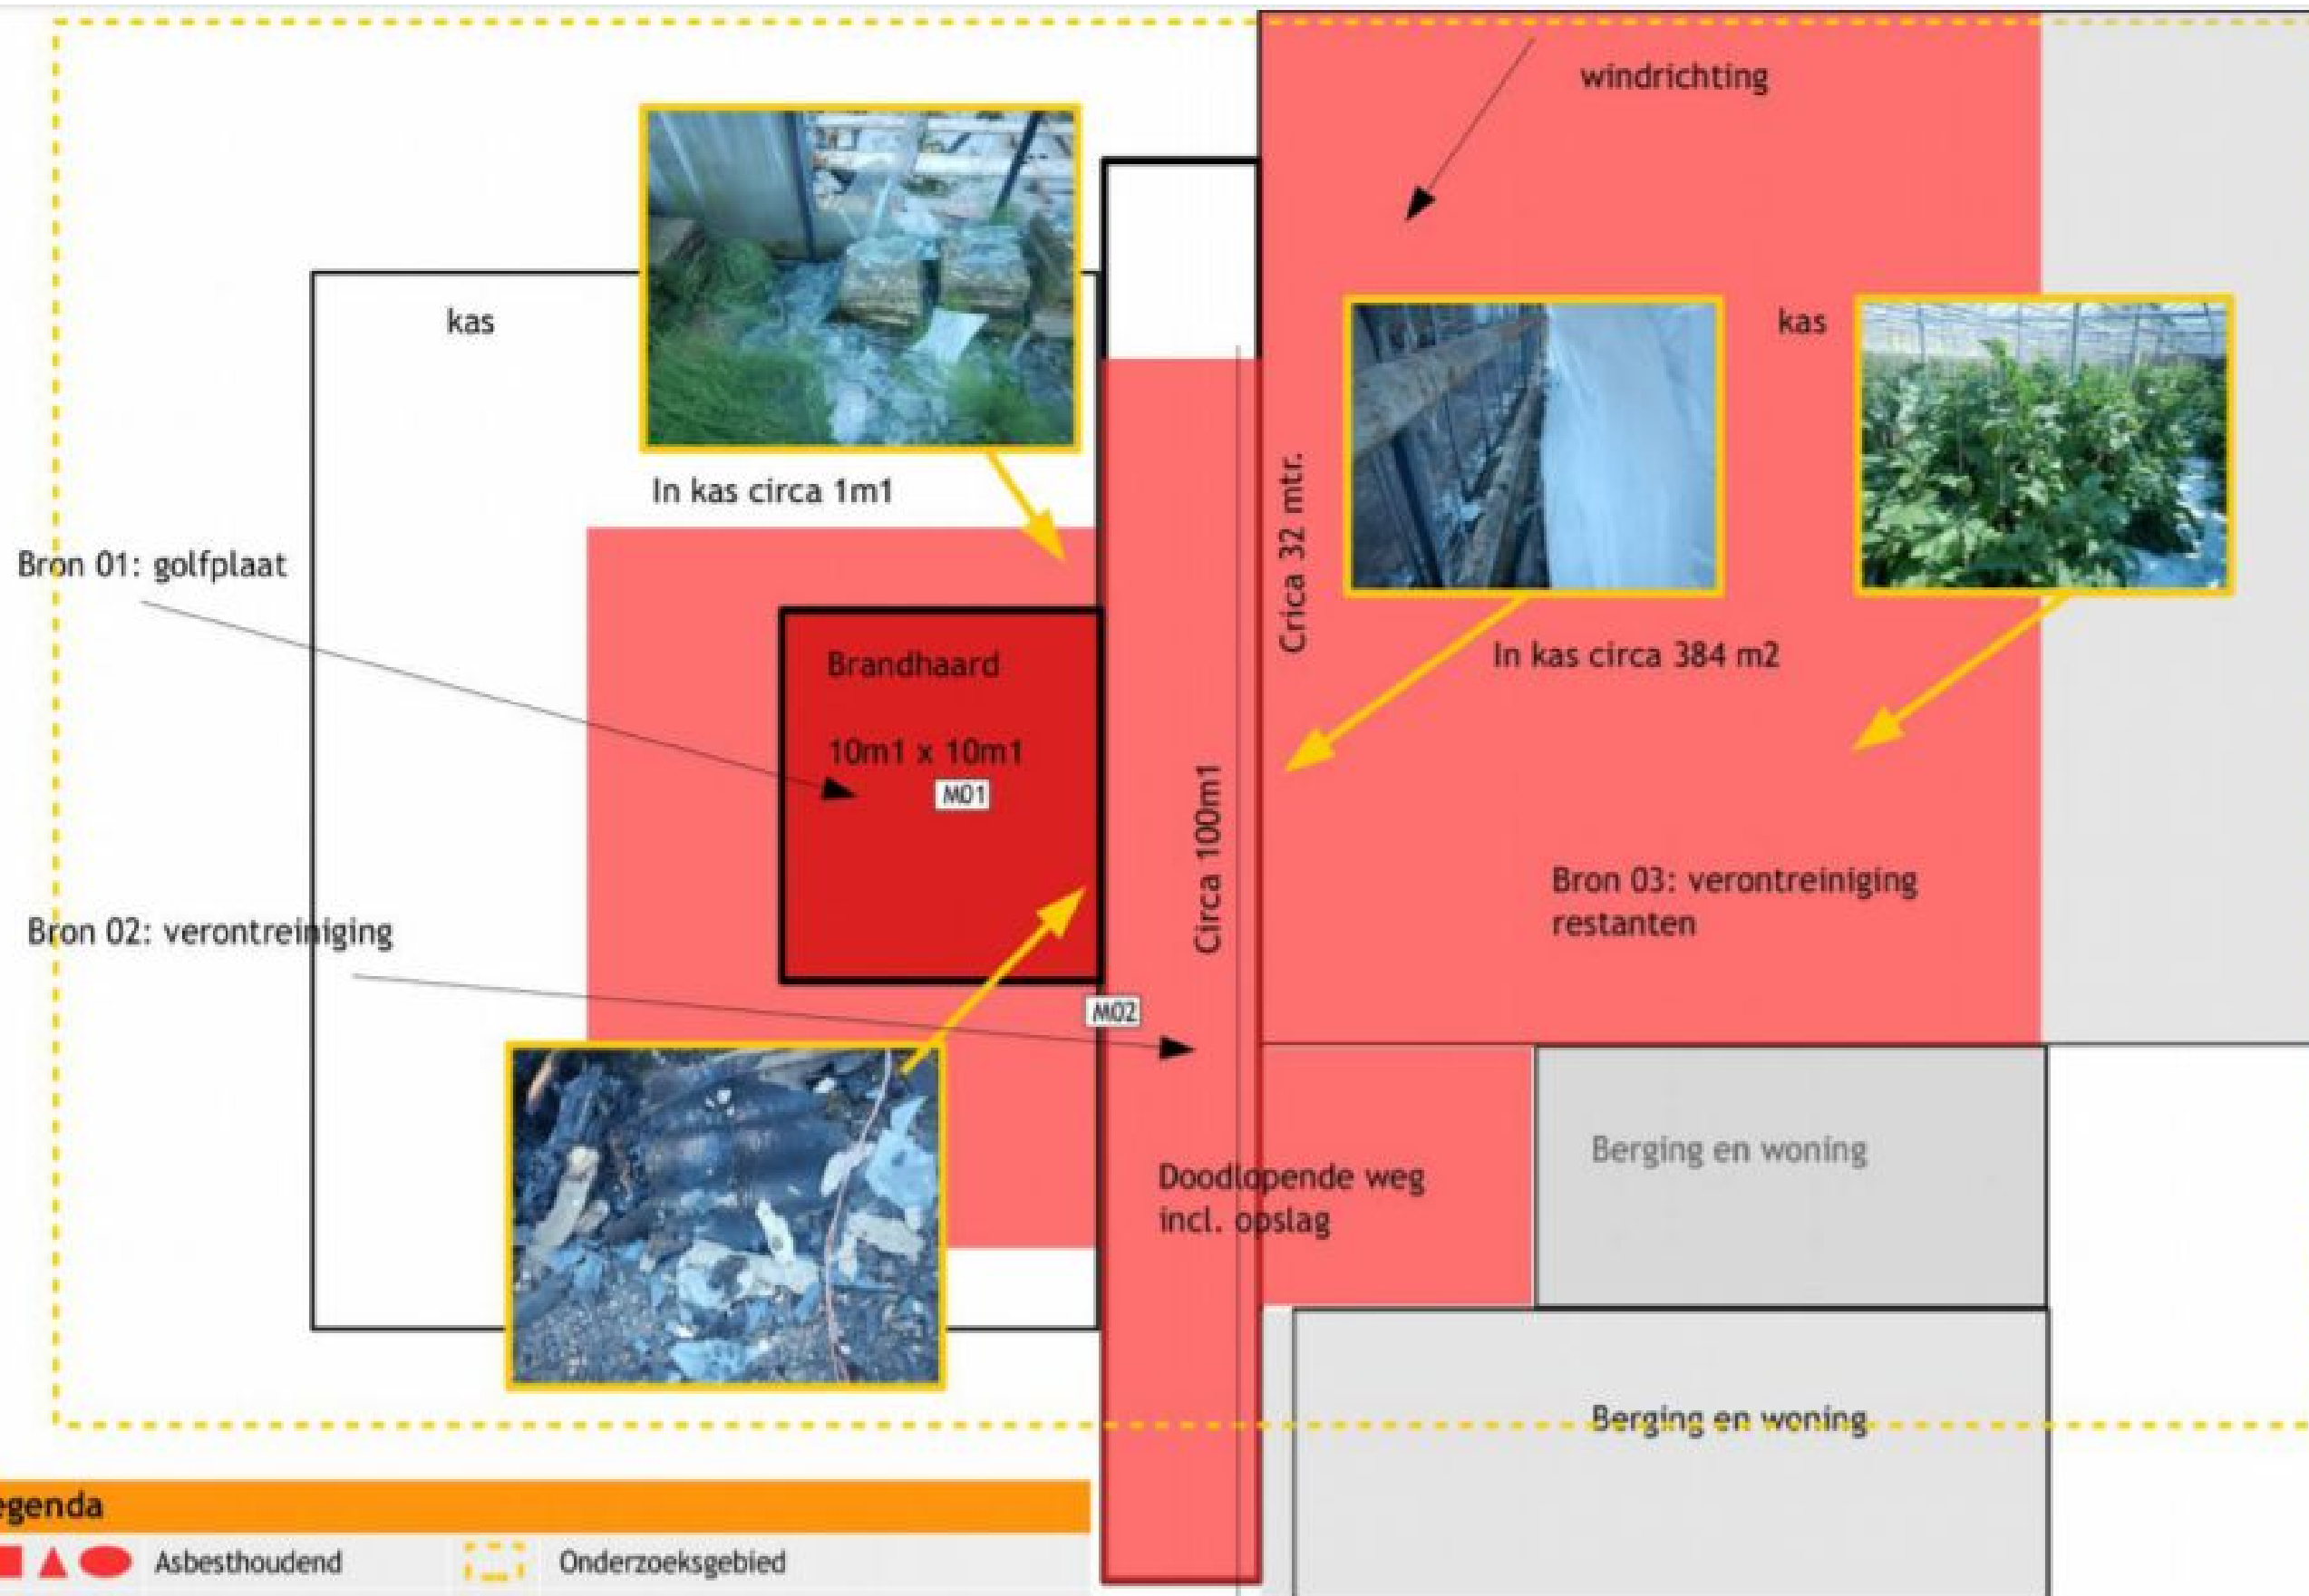 windrichting
kas
kas
In kas circa 1m1
Crica 32 mtr.
Bron 01: golfplaat
In kas circa 384 m2
Brandhaard
10m1 x 10m1
M01
Circa 100m1
Bron 03: verontreiniging
restanten
Bron 02: verontreiniging
M02
Berging en woning
Doodlopende weg
incl. opslag
Berging en woning
egenda
Asbesthoudend
Onderzoeksgebied